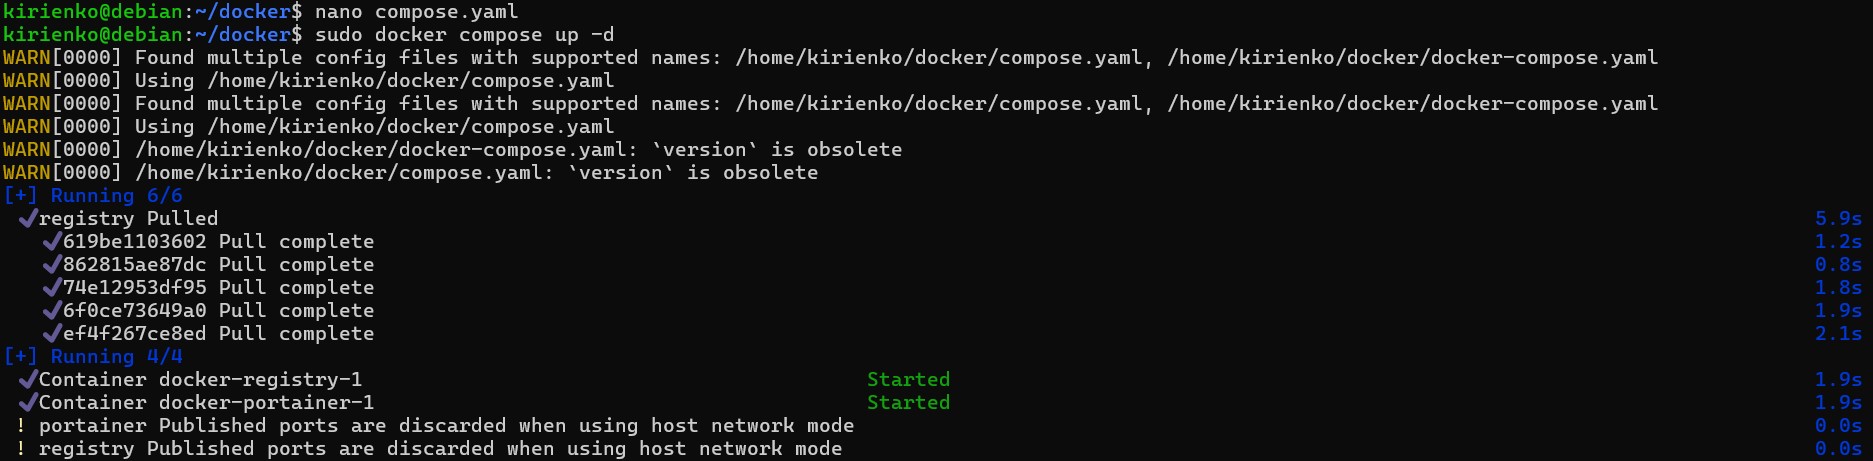 kirienko@debian:~/docker$ nano compose.yaml
kirienko@debian:~/docker$ sudo docker compose up -d
WARN[0000] Found multiple config files with supported names: /home/kirienko/docker/compose.yaml, /home/kirienko/docker/docker-compose.yaml
WARN[0000] Using /home/kirienko/docker/compose.yaml
WARN[0000] Found multiple config files with supported names: /home/kirienko/docker/compose.yaml, /home/kirienko/docker/docker-compose.yaml
WARN[0000] Using /home/kirienko/docker/compose.yaml
WARN[0000] /home/kirienko/docker/docker-compose.yaml: `version` is obsolete
WARN[0000] /home/kirienko/docker/compose.yaml: `version` is obsolete
[+] Running 6/6
✔registry Pulled 5.9s
✔619be1103602 Pull complete 1.2s
✔862815ae87dc Pull complete 0.8s
✔74e12953df95 Pull complete 1.8s
✔6f0ce73649a0 Pull complete 1.9s
✔ef4f267ce8ed Pull complete 2.1s
[+] Running 4/4
✔Container docker-registry-1 Started 1.9s
✔Container docker-portainer-1 Started 1.9s
! portainer Published ports are discarded when using host network mode 0.0s
! registry Published ports are discarded when using host network mode 0.0s